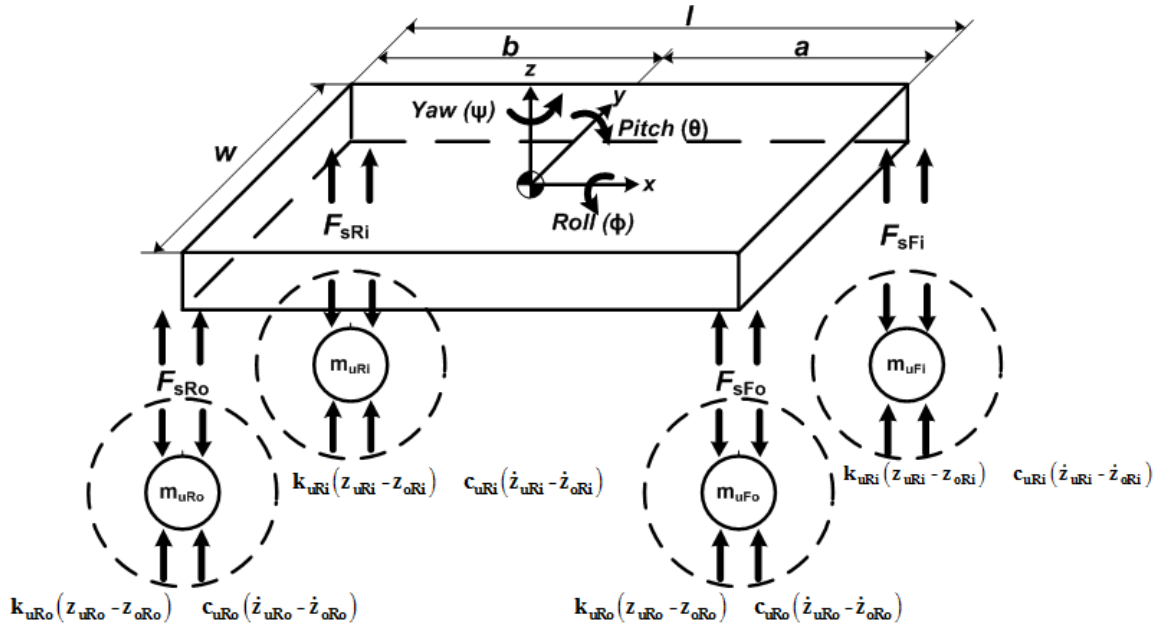 l
b a
z
y
Yaw (ψ)
Pitch (θ)
w
x
Roll (ϕ)
F_sRi
F_sFi
m_uRi
m_uFi
F_sRo
F_sFo
k_uRi(z_uRi - z_oRi) c_uRi(ż_uRi - ż_oRi)
k_uRi(z_uRi - z_oRi) c_uRi(ż_uRi - ż_oRi)
m_uRo
m_uFo
k_uRo(z_uRo - z_oRo) c_uRo(ż_uRo - ż_oRo)
k_uRo(z_uRo - z_oRo) c_uRo(ż_uRo - ż_oRo)